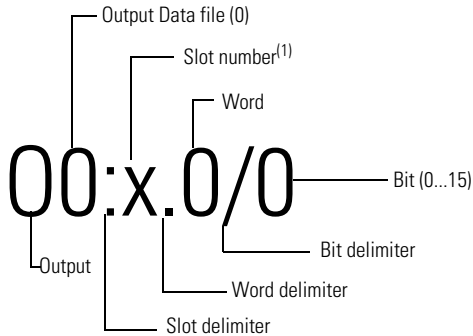 Output Data file (0)
Slot number(1)
Word
O0:x.0/0
Bit (0...15)
Bit delimiter
Output
Word delimiter
Slot delimiter